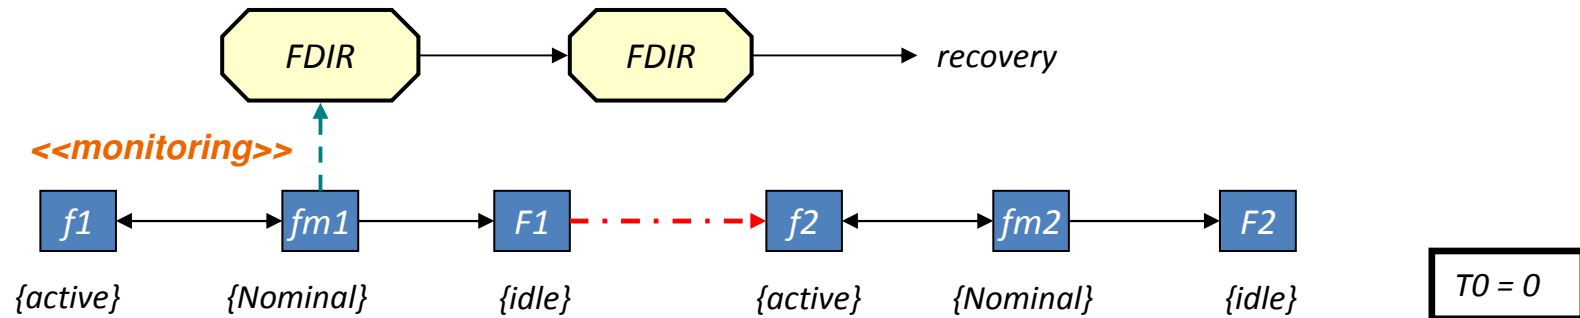 FDIR FDIR recovery
<<monitoring>>
f1 fm1 F1 f2 fm2 F2
{active} {Nominal} {idle} {active} {Nominal} {idle}
T0 = 0